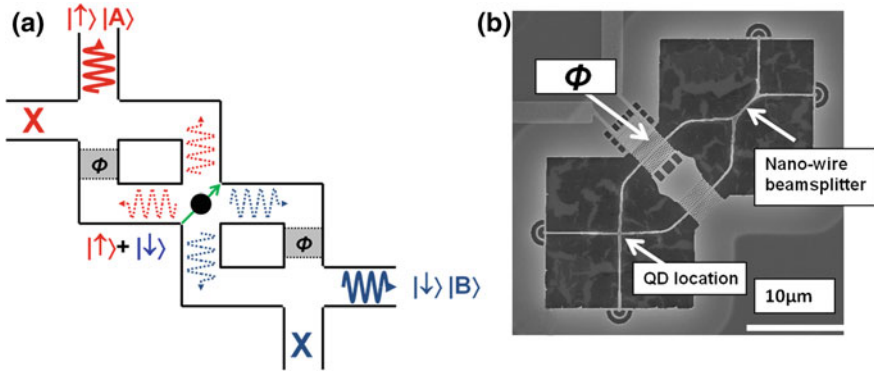 (a)
|↑⟩ |A⟩
X
Φ
|↑⟩ + |↓⟩
Φ
|↓⟩ |B⟩
X
(b)
Φ
Nano-wire
beamsplitter
QD location
10μm